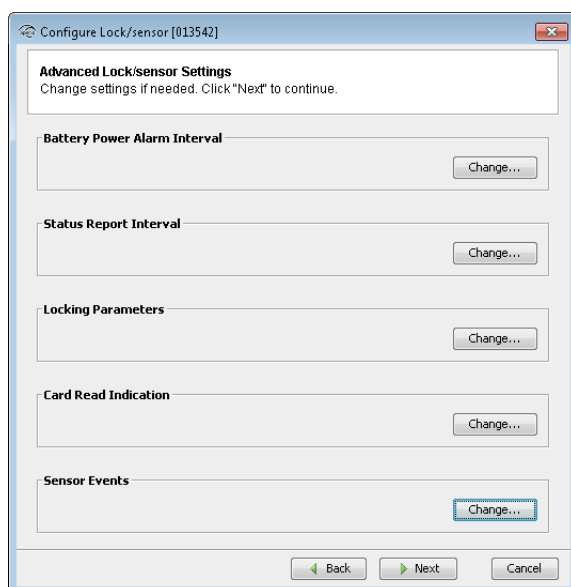 Configure Lock/sensor [013542]
Advanced Lock/sensor Settings
Change settings if needed. Click "Next" to continue.
Battery Power Alarm Interval
Change...
Status Report Interval
Change...
Locking Parameters
Change...
Card Read Indication
Change...
Sensor Events
Change...
Back Next Cancel